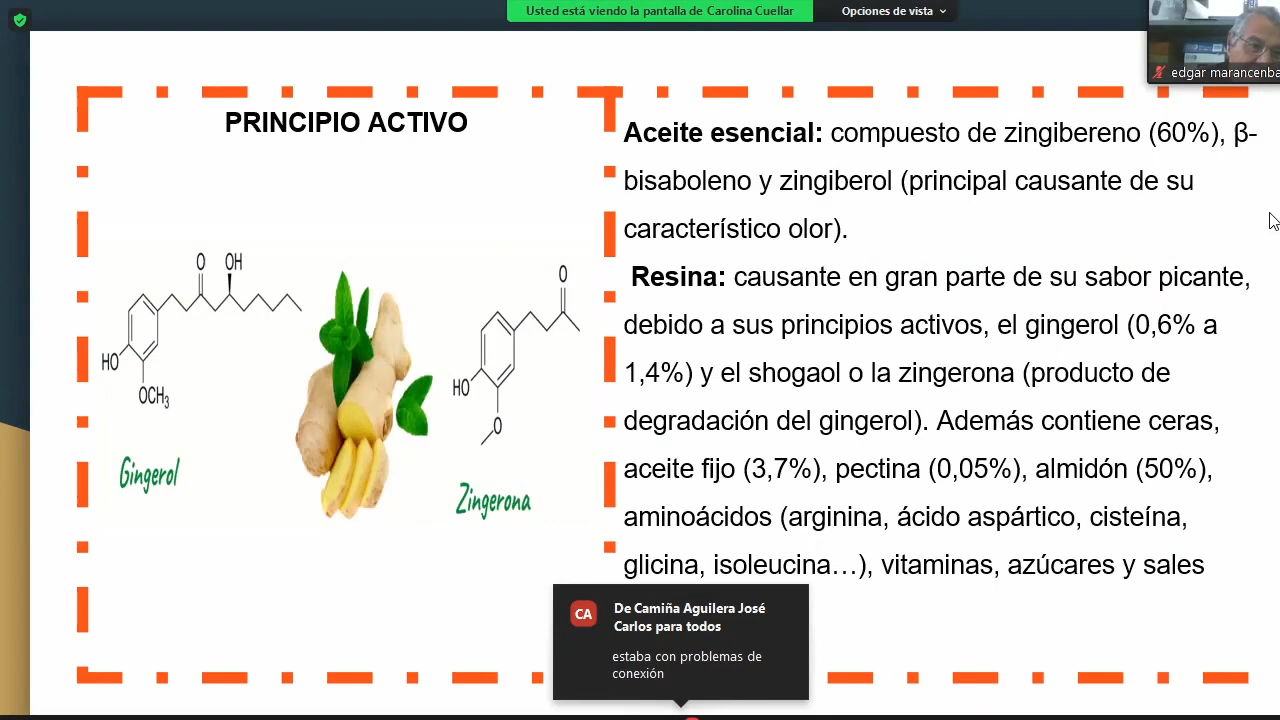 Usted está viendo la pantalla de Carolina Cuellar
Opciones de vista
edgar marancenba
PRINCIPIO ACTIVO
O
OH
HO
OCH3
Gingerol
O
HO
O
Zingerona
Aceite esencial: compuesto de zingibereno (60%), β-
bisaboleno y zingiberol (principal causante de su
característico olor).
Resina: causante en gran parte de su sabor picante,
debido a sus principios activos, el gingerol (0,6% a
1,4%) y el shogaol o la zingerona (producto de
degradación del gingerol). Además contiene ceras,
aceite fijo (3,7%), pectina (0,05%), almidón (50%),
aminoácidos (arginina, ácido aspártico, cisteína,
glicina, isoleucina…), vitaminas, azúcares y sales
CA
De Camiña Aguilera José
Carlos para todos
estaba con problemas de
conexión